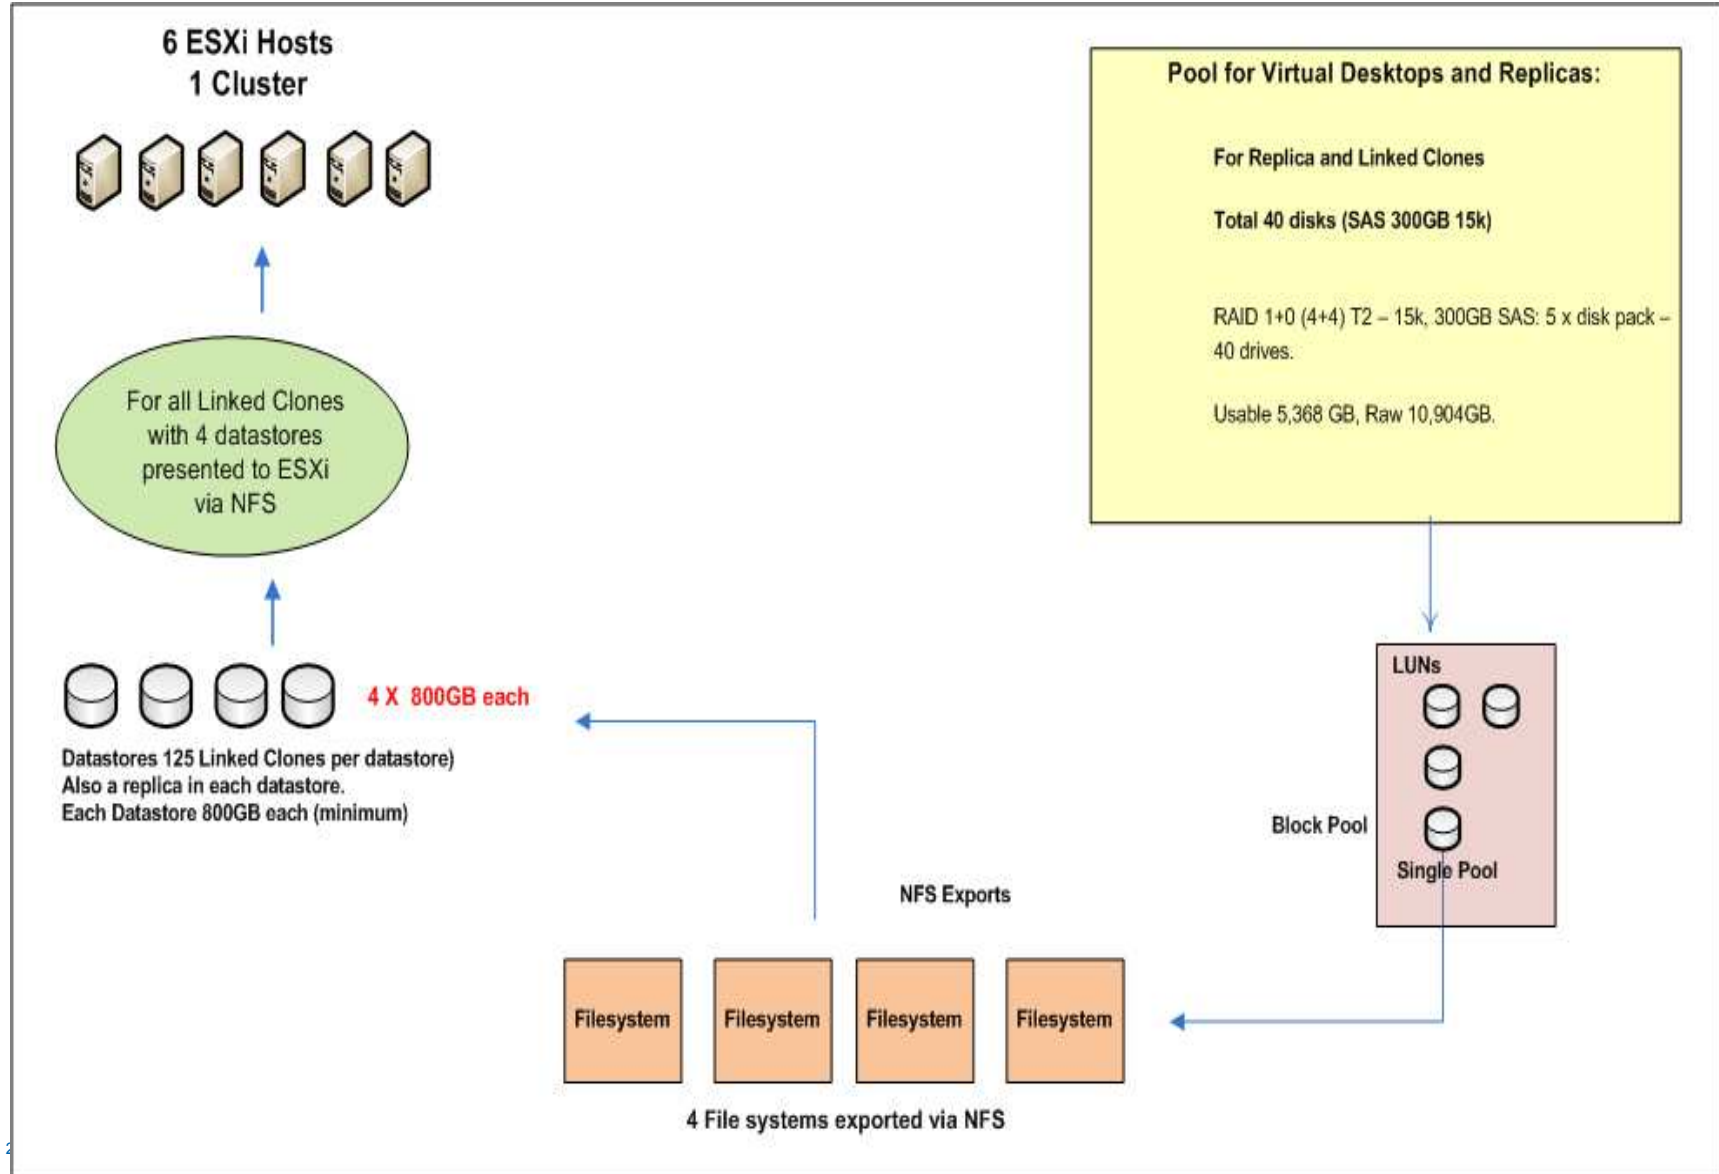 6 ESXi Hosts
1 Cluster
Pool for Virtual Desktops and Replicas:
For Replica and Linked Clones
Total 40 disks (SAS 300GB 15k)
RAID 1+0 (4+4) T2 – 15k, 300GB SAS: 5 x disk pack –
40 drives.
Usable 5,368 GB, Raw 10,904GB.
For all Linked Clones
with 4 datastores
presented to ESXi
via NFS
4 X 800GB each
Datastores 125 Linked Clones per datastore)
Also a replica in each datastore.
Each Datastore 800GB each (minimum)
LUNs
Block Pool
Single Pool
NFS Exports
Filesystem
Filesystem
Filesystem
Filesystem
4 File systems exported via NFS